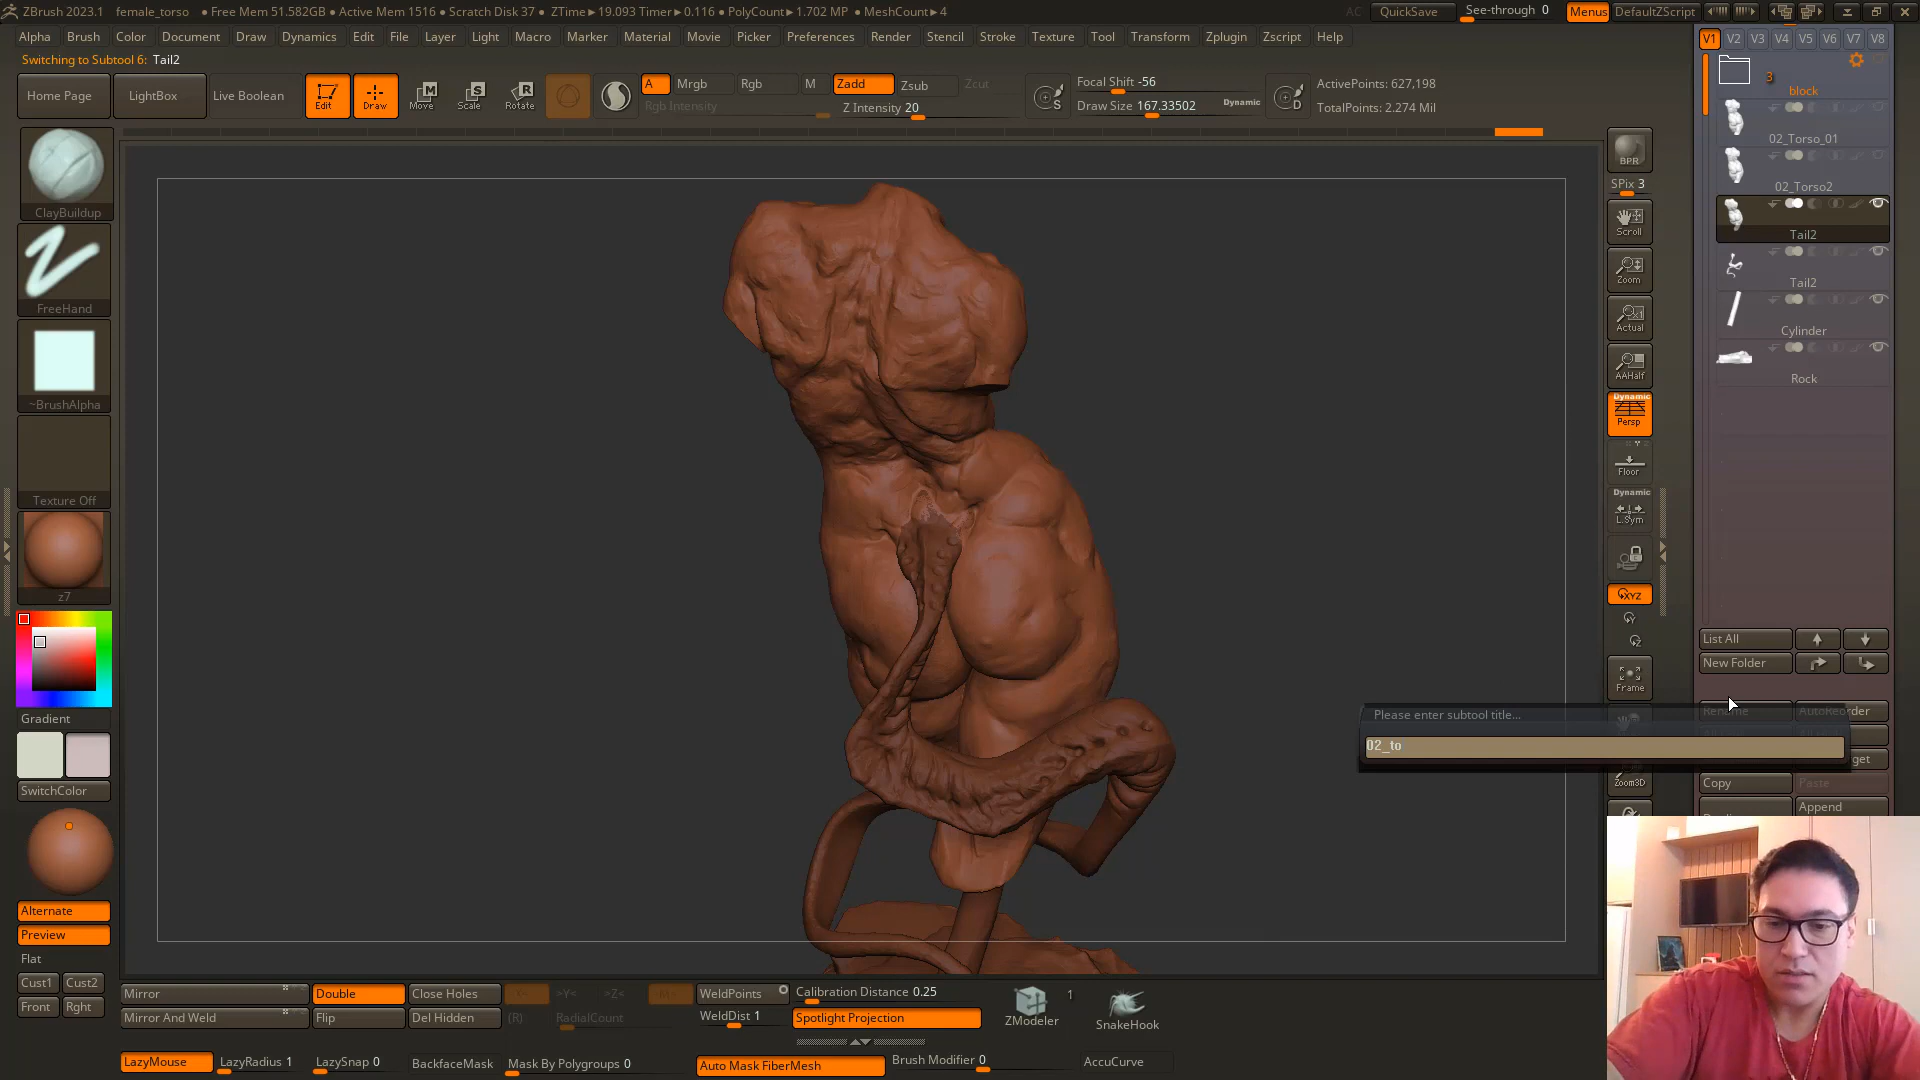 ZBrush 2023.1 female_torso • Free Mem 51.582GB • Active Mem 1516 • Scratch Disk 37 • ZTime►19.093 Timer►0.116 • PolyCount►1.702 MP • MeshCount►4 AC QuickSave See-through 0 Menus DefaultZScript
Alpha Brush Color Document Draw Dynamics Edit File Layer Light Macro Marker Material Movie Picker Preferences Render Stencil Stroke Texture Tool Transform Zplugin Zscript Help
V1 V2 V3 V4 V5 V6 V7 V8
Switching to Subtool 6: Tail2
Home Page LightBox Live Boolean Edit Draw Move Scale Rotate
A Mrgb Rgb M Zadd Zsub Zcut
Rgb Intensity Z Intensity 20
Focal Shift -56
Draw Size 167.33502 Dynamic
ActivePoints: 627,198
TotalPoints: 2.274 Mil
ClayBuildup
FreeHand
~BrushAlpha
Texture Off
z7
Gradient
SwitchColor
Alternate
Preview
Flat
Cust1 Cust2
Front Rght
BPR
SPix 3
Scroll
Zoom
Actual
AAHalf
Dynamic
Persp
Floor
Dynamic
L.Sym
XYZ
Frame
Zoom3D
3
block
02_Torso_01
02_Torso2
Tail2
Tail2
Cylinder
Rock
List All
New Folder
Rename AutoReorder
Please enter subtool title...
02_to
Copy Paste
Append
Mirror Double Close Holes >Y< >Z< WeldPoints Calibration Distance 0.25
Mirror And Weld Flip Del Hidden (R) RadialCount WeldDist 1 Spotlight Projection
ZModeler 1 SnakeHook
LazyMouse LazyRadius 1 LazySnap 0 BackfaceMask Mask By Polygroups 0 Auto Mask FiberMesh Brush Modifier 0 AccuCurve